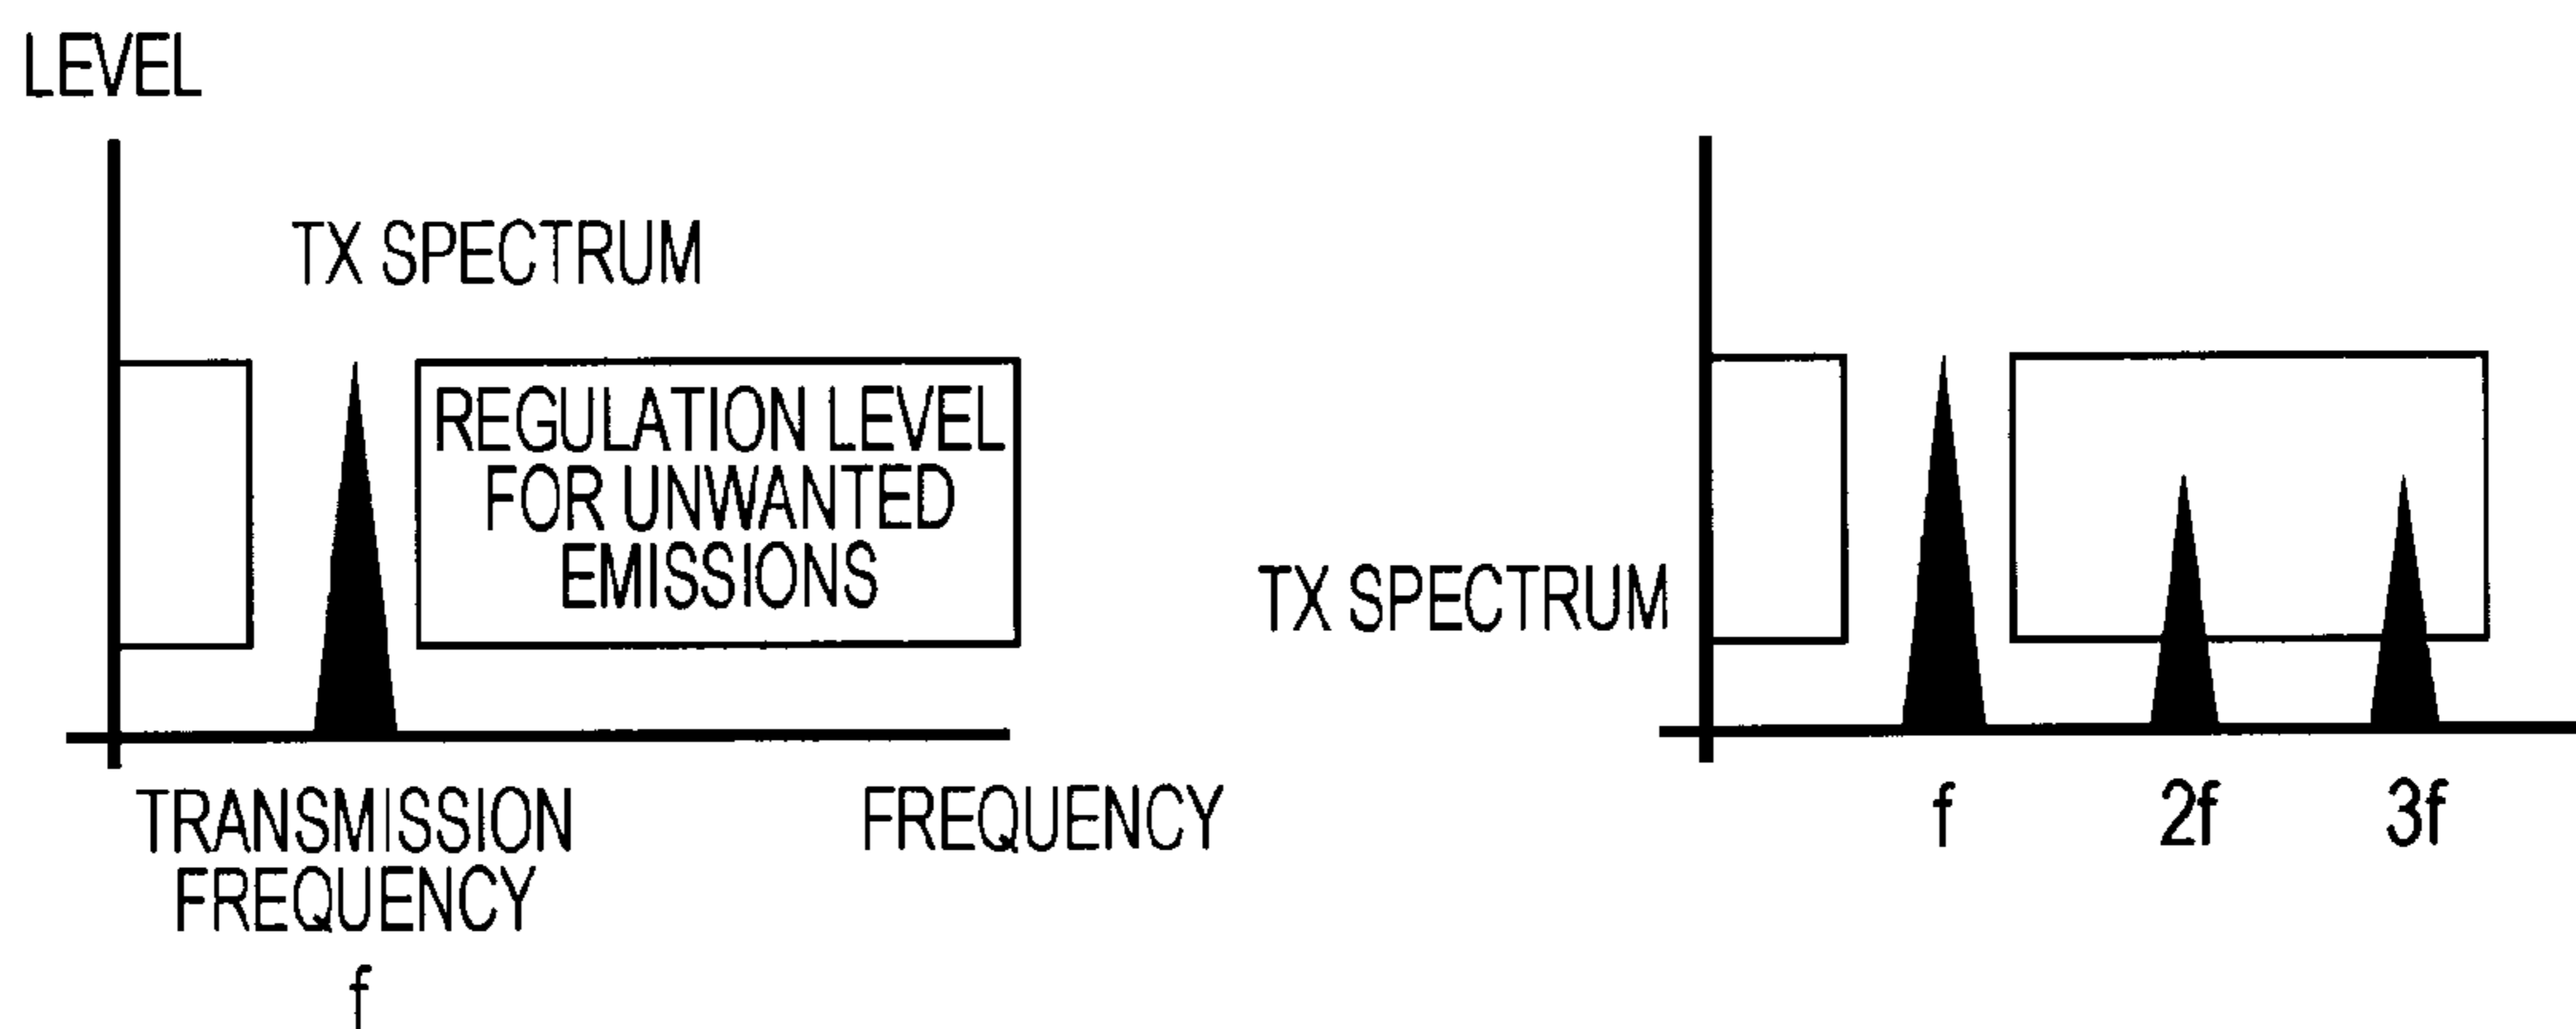 LEVEL
TX SPECTRUM
REGULATION LEVEL
FOR UNWANTED
EMISSIONS
TRANSMISSION
FREQUENCY
f
FREQUENCY
TX SPECTRUM
f
2f
3f